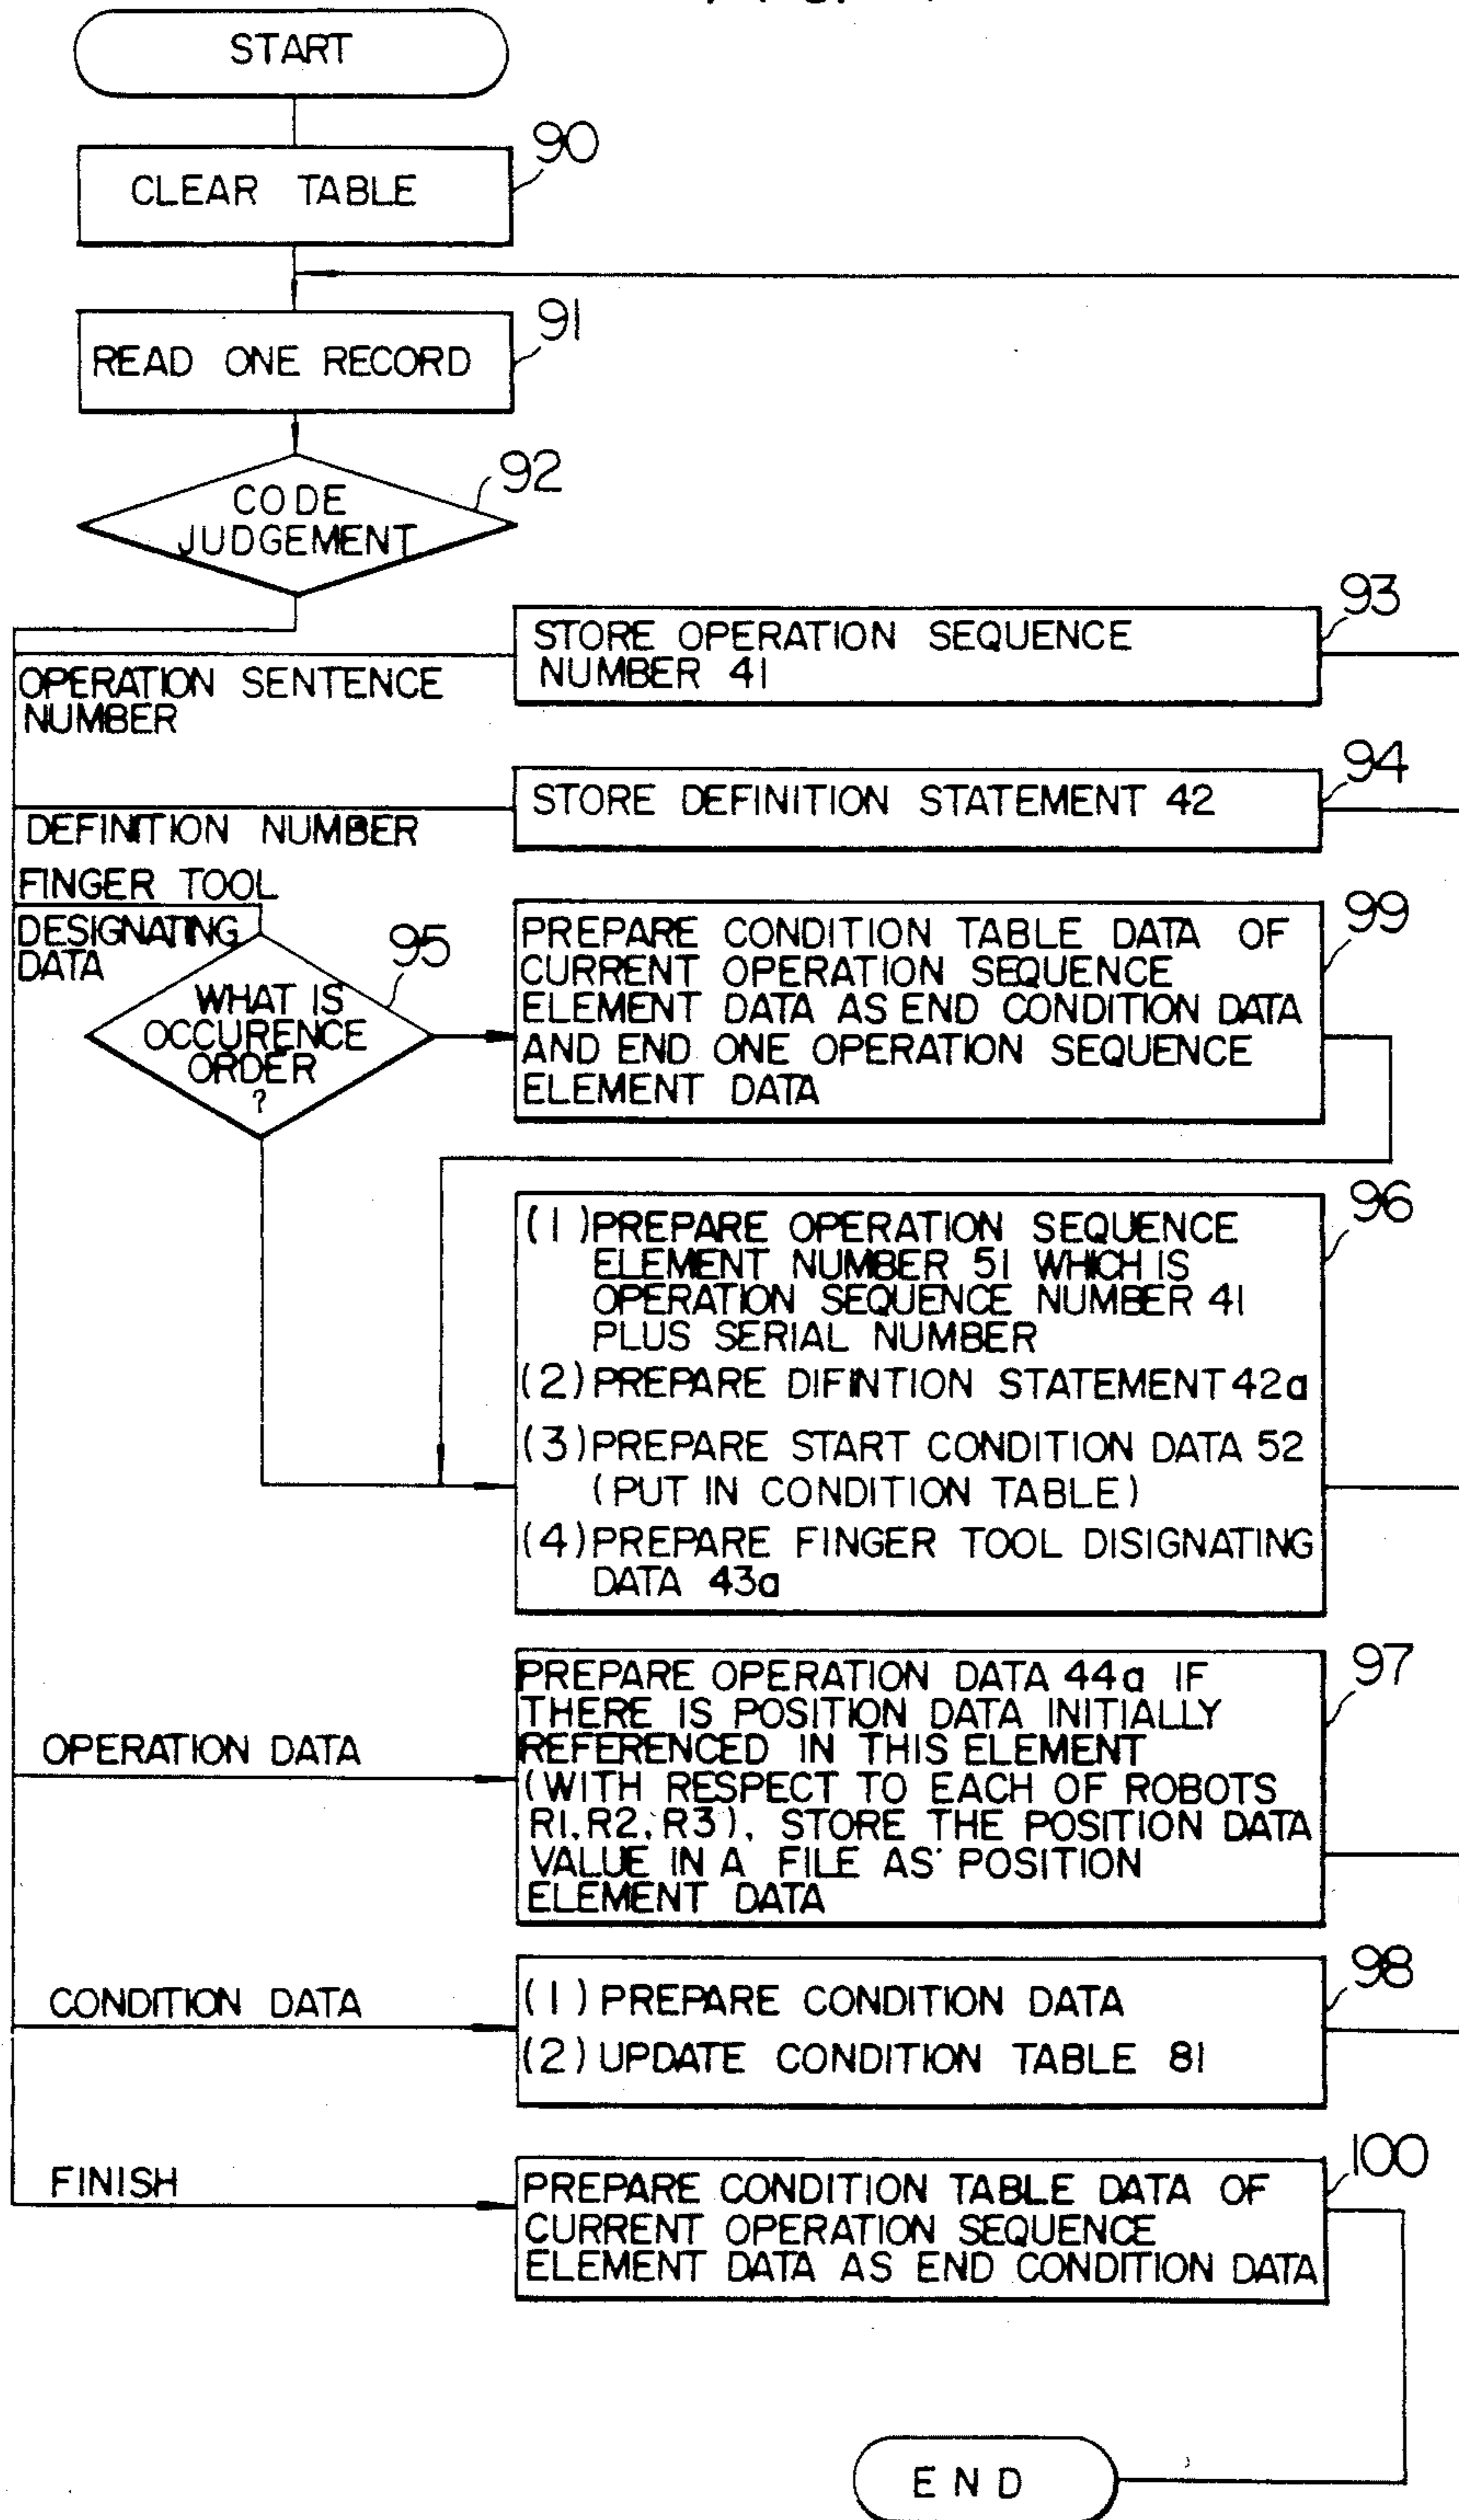 START
90
CLEAR TABLE
91
READ ONE RECORD
92
CODE
JUDGEMENT
93
STORE OPERATION SEQUENCE
NUMBER 41
OPERATION SENTENCE
NUMBER
94
STORE DEFINITION STATEMENT 42
DEFINITION NUMBER
FINGER TOOL
DESIGNATING
DATA
95
WHAT IS
OCCURENCE
ORDER
?
99
PREPARE CONDITION TABLE DATA OF
CURRENT OPERATION SEQUENCE
ELEMENT DATA AS END CONDITION DATA
AND END ONE OPERATION SEQUENCE
ELEMENT DATA
96
(1) PREPARE OPERATION SEQUENCE
ELEMENT NUMBER 51 WHICH IS
OPERATION SEQUENCE NUMBER 41
PLUS SERIAL NUMBER
(2) PREPARE DIFINTION STATEMENT 42a
(3) PREPARE START CONDITION DATA 52
(PUT IN CONDITION TABLE)
(4) PREPARE FINGER TOOL DISIGNATING
DATA 43a
97
PREPARE OPERATION DATA 44a IF
THERE IS POSITION DATA INITIALLY
REFERENCED IN THIS ELEMENT
(WITH RESPECT TO EACH OF ROBOTS
R1, R2, R3), STORE THE POSITION DATA
VALUE IN A FILE AS POSITION
ELEMENT DATA
OPERATION DATA
98
CONDITION DATA
(1) PREPARE CONDITION DATA
(2) UPDATE CONDITION TABLE 81
100
FINISH
PREPARE CONDITION TABLE DATA OF
CURRENT OPERATION SEQUENCE
ELEMENT DATA AS END CONDITION DATA
END